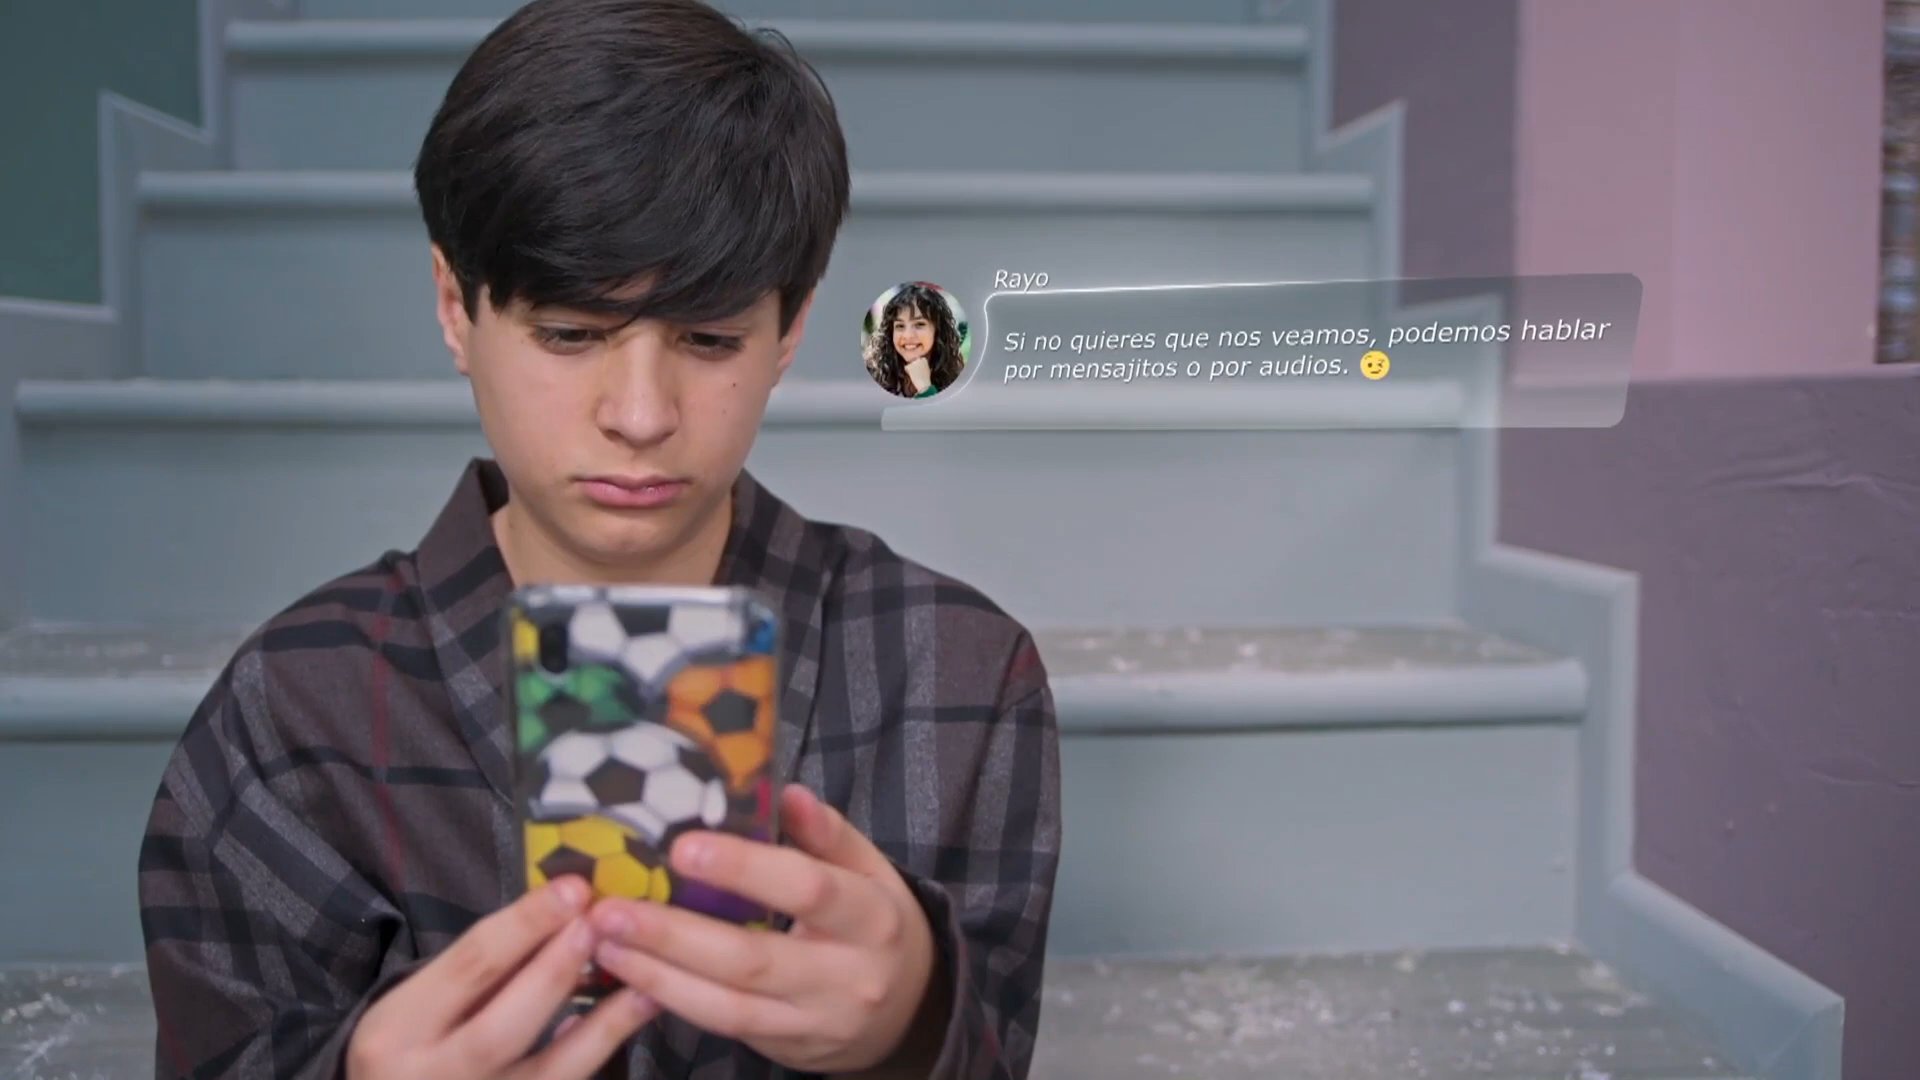 Rayo
Si no quieres que nos veamos, podemos hablar
por mensajitos o por audios. 😏